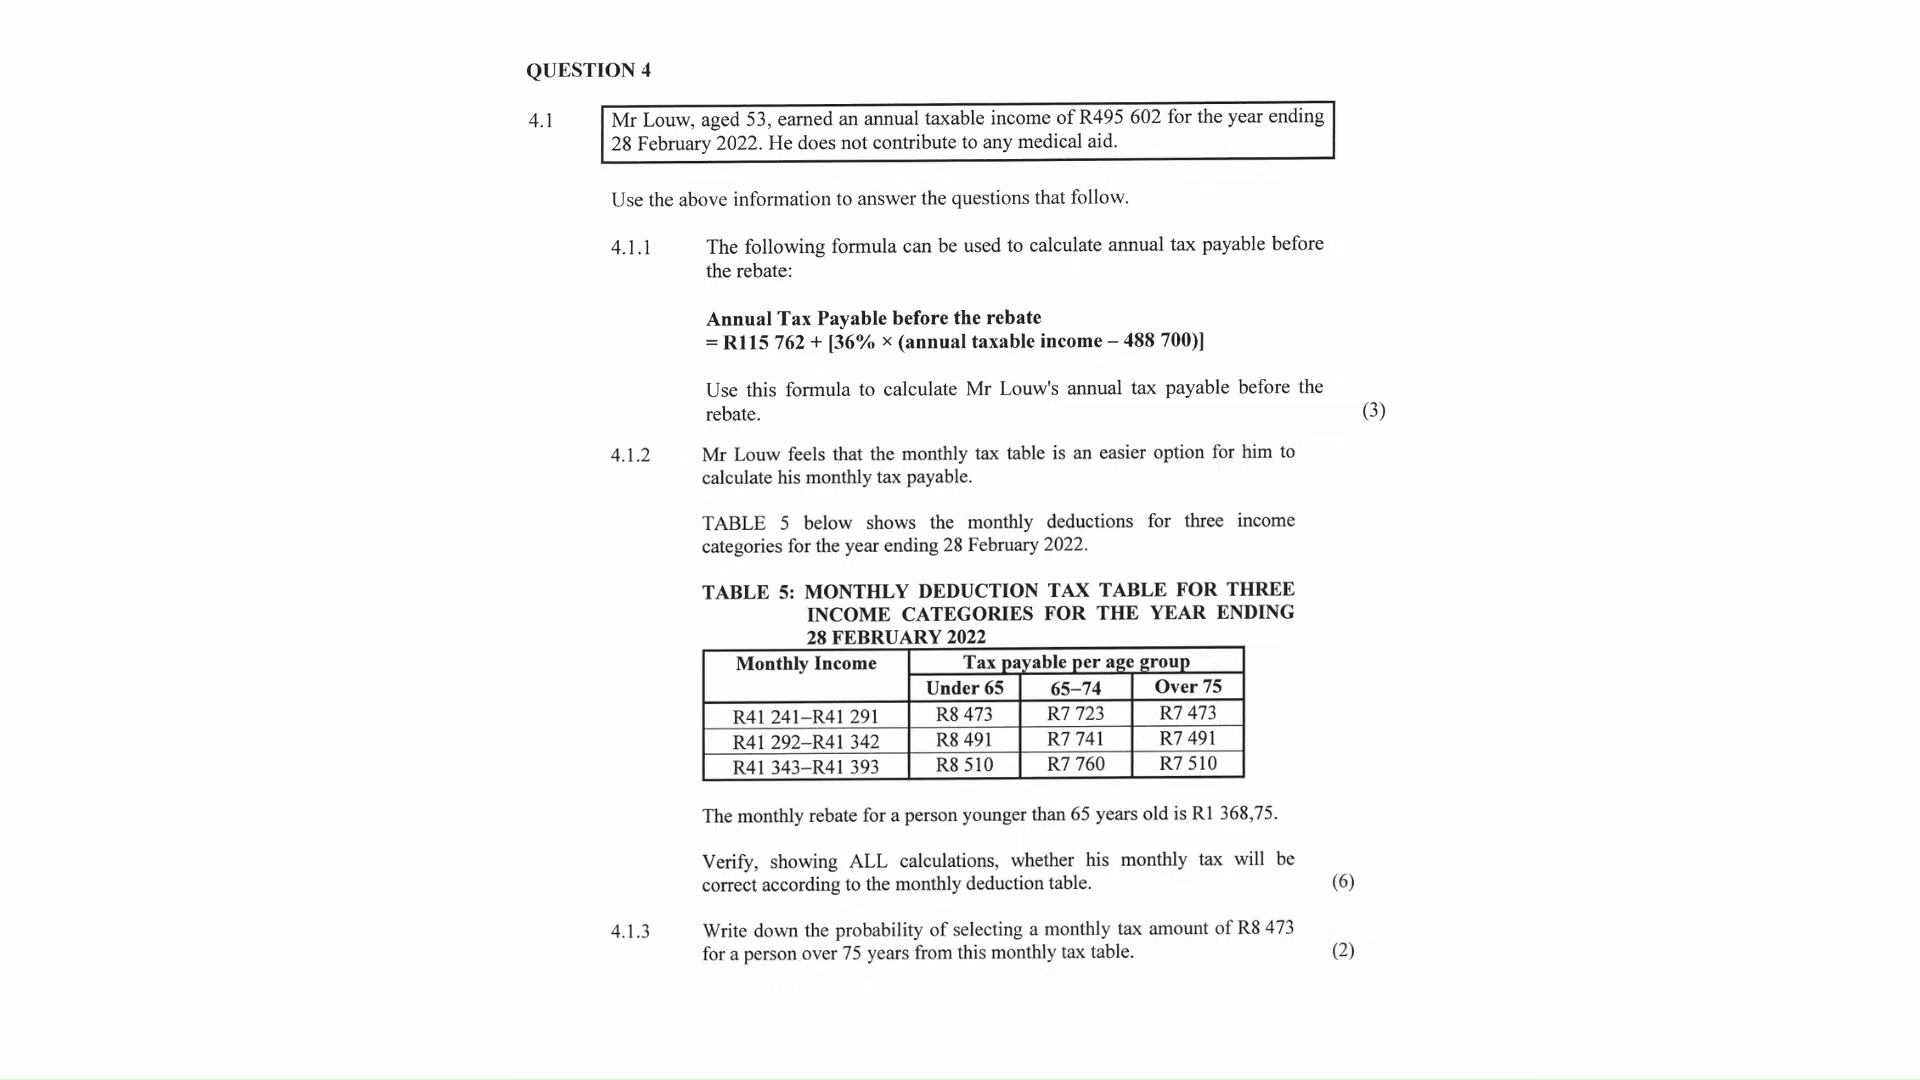 QUESTION 4
4.1
Mr Louw, aged 53, earned an annual taxable income of R495 602 for the year ending
28 February 2022. He does not contribute to any medical aid.
Use the above information to answer the questions that follow.
4.1.1 The following formula can be used to calculate annual tax payable before
the rebate:
Annual Tax Payable before the rebate
= R115 762 + [36% × (annual taxable income – 488 700)]
Use this formula to calculate Mr Louw's annual tax payable before the
rebate. (3)
4.1.2 Mr Louw feels that the monthly tax table is an easier option for him to
calculate his monthly tax payable.
TABLE 5 below shows the monthly deductions for three income
categories for the year ending 28 February 2022.
TABLE 5: MONTHLY DEDUCTION TAX TABLE FOR THREE
INCOME CATEGORIES FOR THE YEAR ENDING
28 FEBRUARY 2022
Monthly Income Tax payable per age group
Under 65 65–74 Over 75
R41 241–R41 291 R8 473 R7 723 R7 473
R41 292–R41 342 R8 491 R7 741 R7 491
R41 343–R41 393 R8 510 R7 760 R7 510
The monthly rebate for a person younger than 65 years old is R1 368,75.
Verify, showing ALL calculations, whether his monthly tax will be
correct according to the monthly deduction table. (6)
4.1.3 Write down the probability of selecting a monthly tax amount of R8 473
for a person over 75 years from this monthly tax table. (2)